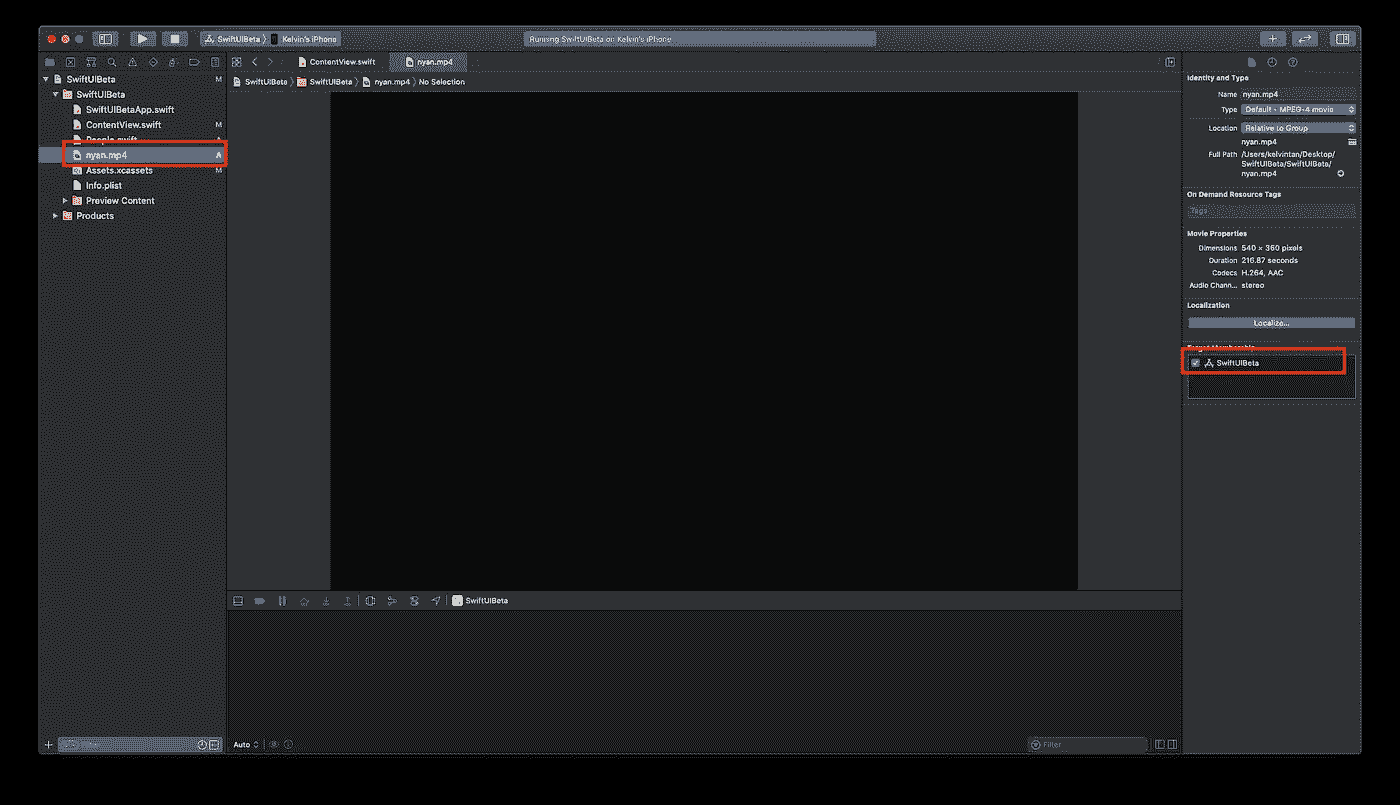 SwiftUIBeta 〉 Kelvin's iPhone
Running SwiftUIBeta on Kelvin's iPhone
SwiftUIBeta M
SwiftUIBeta
SwiftUIBetaApp.swift
ContentView.swift M
People.swift A
nyan.mp4 A
Assets.xcassets M
Info.plist
Preview Content
Products
ContentView.swift
nyan.mp4
SwiftUIBeta 〉 SwiftUIBeta 〉 nyan.mp4 〉 No Selection
SwiftUIBeta
Auto
Filter
Identity and Type
Name nyan.mp4
Type Default - MPEG-4 movie
Location Relative to Group
nyan.mp4
Full Path /Users/kelvintan/Desktop/
SwiftUIBeta/SwiftUIBeta/
nyan.mp4
On Demand Resource Tags
Tags
Movie Properties
Dimensions 540 × 360 pixels
Duration 216.87 seconds
Codecs H.264, AAC
Audio Chann... stereo
Localization
Localize...
Target Membership
SwiftUIBeta